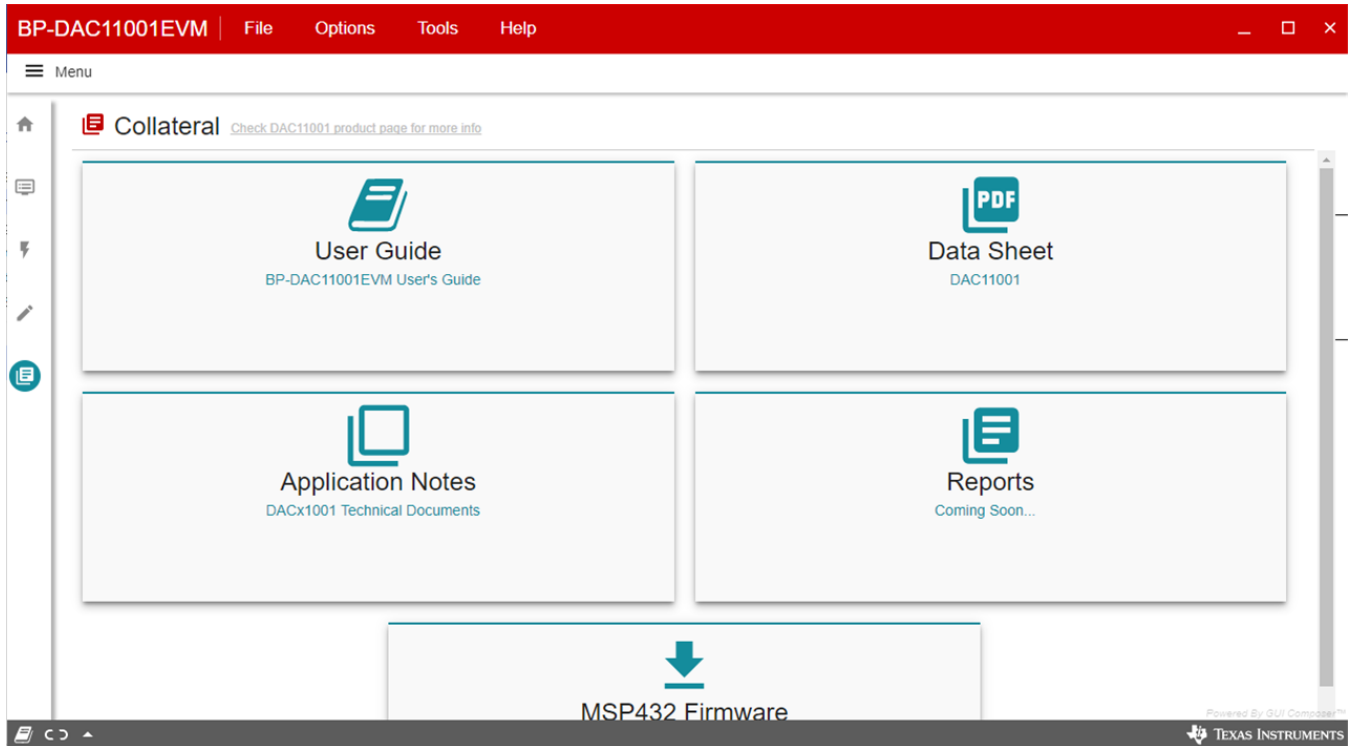 BP-DAC11001EVM File Options Tools Help
Menu
Collateral Check DAC11001 product page for more info
User Guide
BP-DAC11001EVM User's Guide
PDF
Data Sheet
DAC11001
Application Notes
DACx1001 Technical Documents
Reports
Coming Soon...
MSP432 Firmware
Powered By GUI Composer™
TEXAS INSTRUMENTS